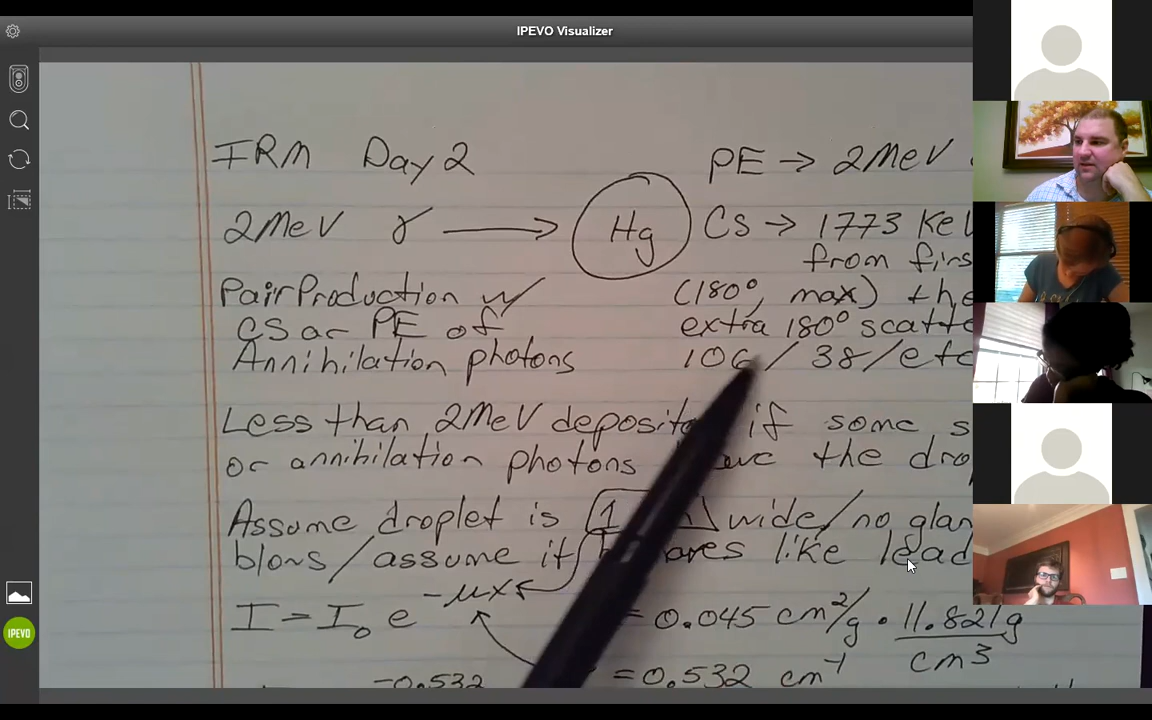 IPEVO Visualizer
IRM Day 2
PE → 2MeV
2MeV γ → Hg
CS → 1773 KeV
from firs
Pair Production w/
(180°, max) the
CS or PE of
extra 180° scatte
Annihilation photons
106 / 38 / etc
Less than 2MeV deposits if some s
or annihilation photons the dro
Assume droplet is 1 wide/no glan
blows/assume it like lead
I = I₀ e -μx
= 0.045 cm²/g · 11.821g
cm³
-0.532
= 0.532 cm⁻¹
IPEVO